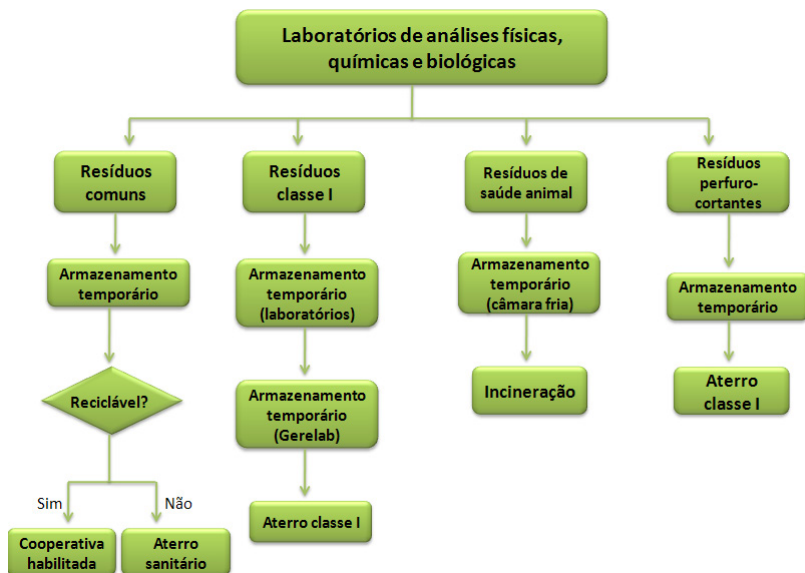 Laboratórios de análises físicas,
químicas e biológicas
Resíduos
comuns
Resíduos
classe I
Resíduos de
saúde animal
Resíduos
perfuro-
cortantes
Armazenamento
temporário
Armazenamento
temporário
(laboratórios)
Armazenamento
temporário
(câmara fria)
Armazenamento
temporário
Reciclável?
Armazenamento
temporário
(Gerelab)
Incineração
Aterro
classe I
Sim
Não
Cooperativa
habilitada
Aterro
sanitário
Aterro classe I